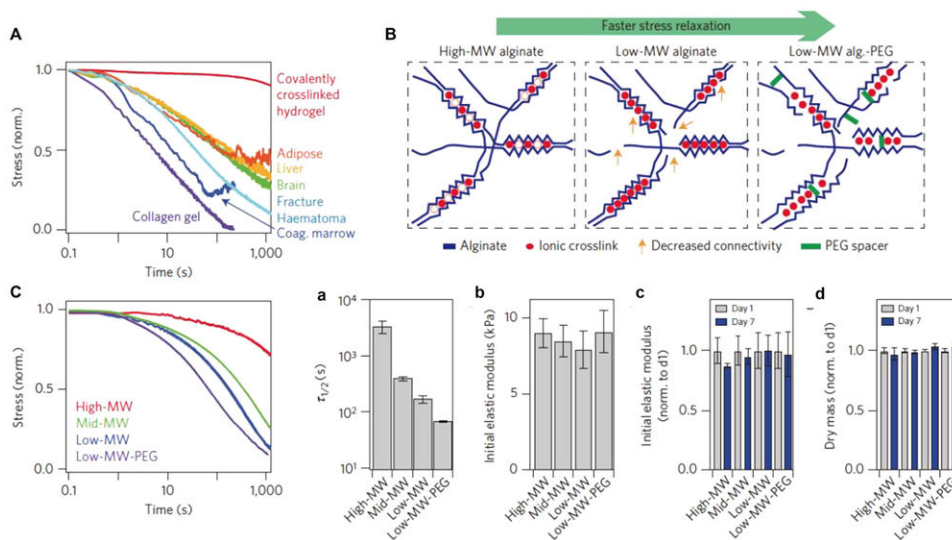 A
Stress (norm.)
1.0
0.5
0.0
0.1
10
1,000
Time (s)
Covalently
crosslinked
hydrogel
Adipose
Liver
Brain
Fracture
Haematoma
Coag. marrow
Collagen gel
B
Faster stress relaxation
High-MW alginate
Low-MW alginate
Low-MW alg.-PEG
Alginate
Ionic crosslink
Decreased connectivity
PEG spacer
C
Stress (norm.)
1.0
0.5
0.0
0.1
10
1,000
Time (s)
High-MW
Mid-MW
Low-MW
Low-MW-PEG
a
τ1/2 (s)
10⁴
10³
10²
10¹
High-MW
Mid-MW
Low-MW
Low-MW-PEG
b
Initial elastic modulus (kPa)
10
5
0
High-MW
Mid-MW
Low-MW
Low-MW-PEG
c
Initial elastic modulus
(norm. to d1)
Day 1
Day 7
1.0
0
High-MW
Mid-MW
Low-MW
Low-MW-PEG
d
Dry mass (norm. to d1)
Day 1
Day 7
1.0
0.0
High-MW
Mid-MW
Low-MW
Low-MW-PEG